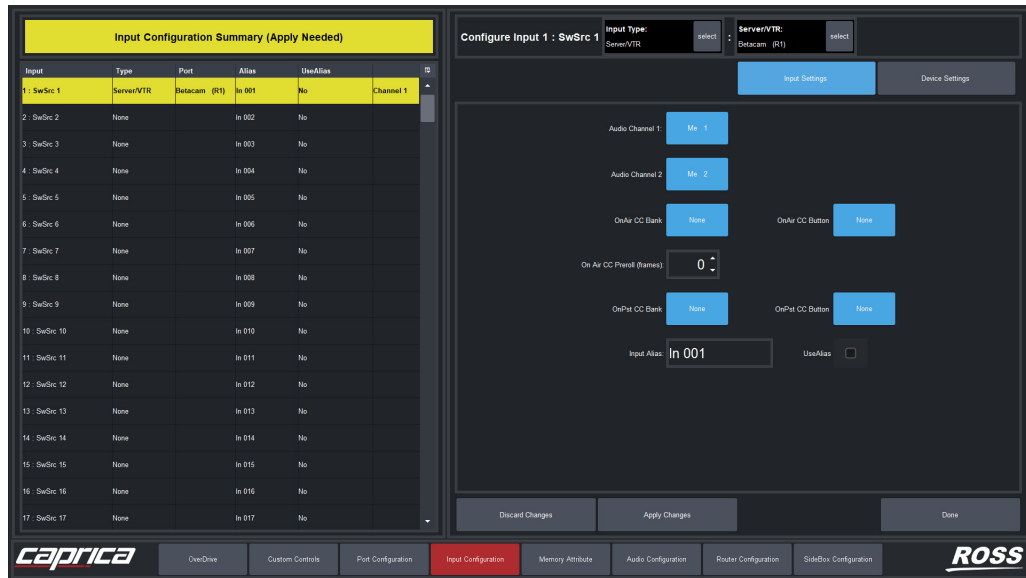 Input Configuration Summary (Apply Needed)
Input Type Port Alias UseAlias
1 : SwSrc 1 Server/VTR Betacam (R1) In 001 No Channel 1
2 : SwSrc 2 None In 002 No
3 : SwSrc 3 None In 003 No
4 : SwSrc 4 None In 004 No
5 : SwSrc 5 None In 005 No
6 : SwSrc 6 None In 006 No
7 : SwSrc 7 None In 007 No
8 : SwSrc 8 None In 008 No
9 : SwSrc 9 None In 009 No
10 : SwSrc 10 None In 010 No
11 : SwSrc 11 None In 011 No
12 : SwSrc 12 None In 012 No
13 : SwSrc 13 None In 013 No
14 : SwSrc 14 None In 014 No
15 : SwSrc 15 None In 015 No
16 : SwSrc 16 None In 016 No
17 : SwSrc 17 None In 017 No
Configure Input 1 : SwSrc 1 Input Type: Server/VTR select : Server/VTR: Betacam (R1) select
Input Settings Device Settings
Audio Channel 1: Me 1
Audio Channel 2 Me 2
OnAir CC Bank None OnAir CC Button None
On Air CC Preroll (frames): 0
OnPst CC Bank None OnPst CC Button None
Input Alias: In 001 UseAlias
Discard Changes Apply Changes Done
caprica OverDrive Custom Controls Port Configuration Input Configuration Memory Attribute Audio Configuration Router Configuration SideBox Configuration ROSS